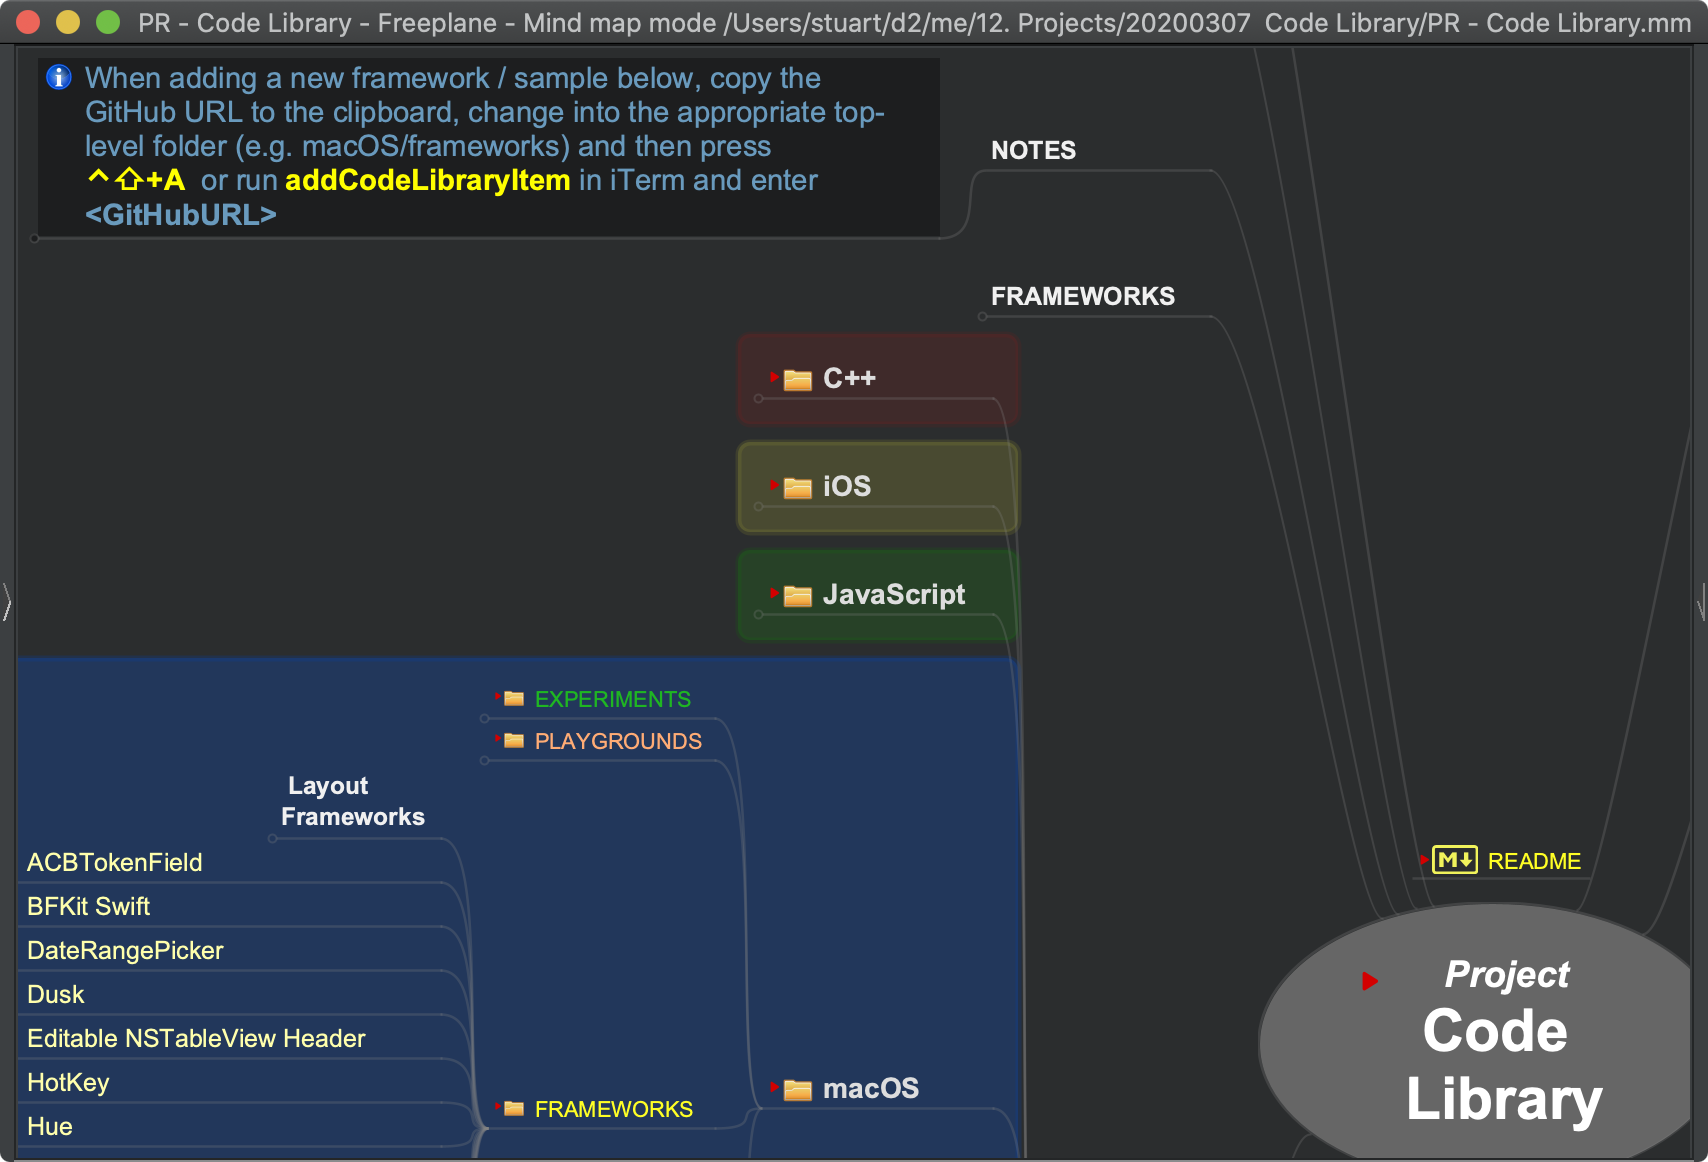 PR - Code Library - Freeplane - Mind map mode /Users/stuart/d2/me/12. Projects/20200307  Code Library/PR - Code Library.mm
When adding a new framework / sample below, copy the
GitHub URL to the clipboard, change into the appropriate top-
level folder (e.g. macOS/frameworks) and then press
^⇧+A  or run addCodeLibraryItem in iTerm and enter
<GitHubURL>
NOTES
FRAMEWORKS
C++
iOS
JavaScript
EXPERIMENTS
PLAYGROUNDS
Layout
Frameworks
ACBTokenField
BFKit Swift
DateRangePicker
Dusk
Editable NSTableView Header
HotKey
Hue
FRAMEWORKS
macOS
M↓ README
Project
Code
Library